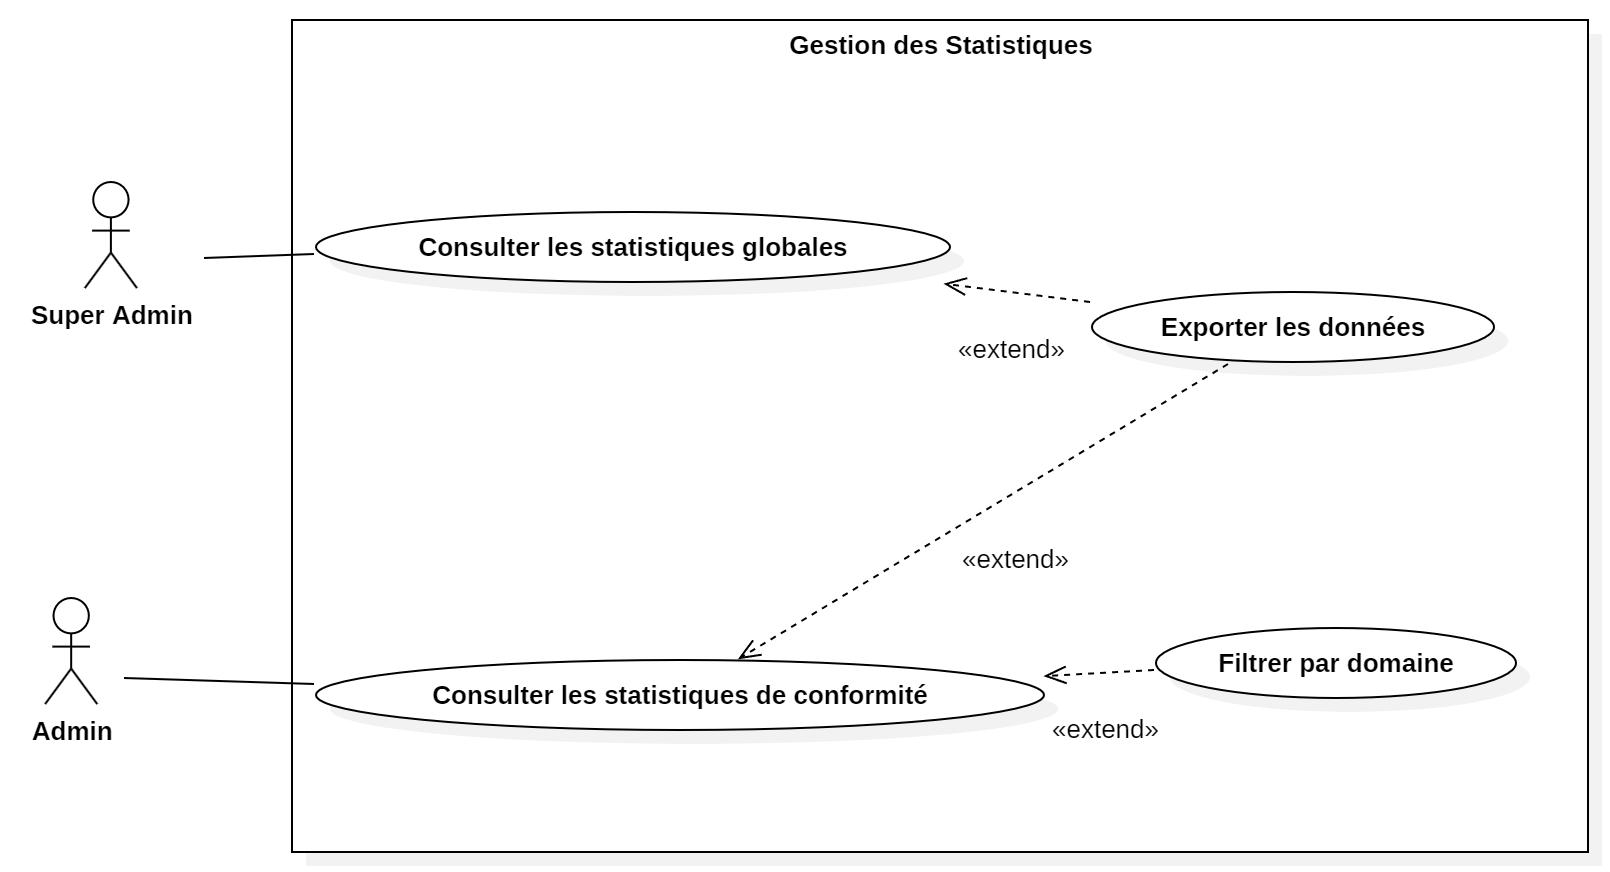 Gestion des Statistiques
Consulter les statistiques globales
Super Admin
Exporter les données
«extend»
«extend»
Filtrer par domaine
Consulter les statistiques de conformité
Admin
«extend»